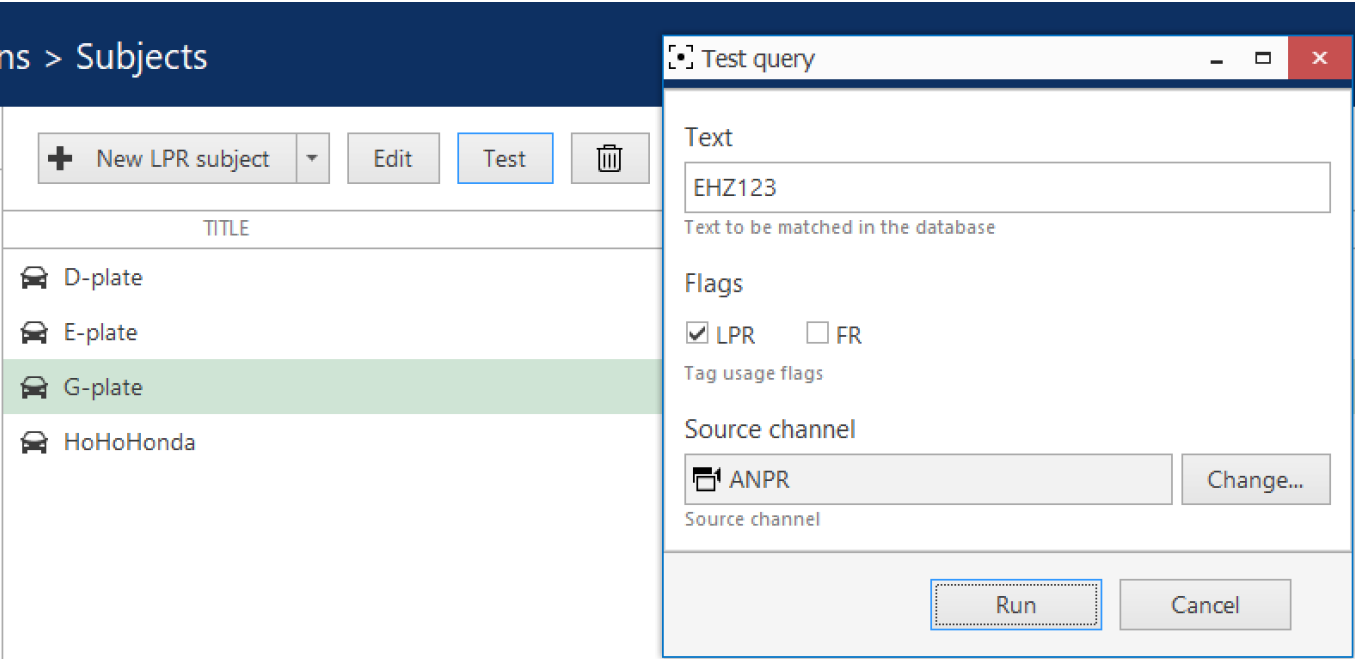 ns > Subjects
New LPR subject
Edit
Test
TITLE
D-plate
E-plate
G-plate
HoHoHonda
Test query
Text
EHZ123
Text to be matched in the database
Flags
LPR FR
Tag usage flags
Source channel
ANPR Change...
Source channel
Run Cancel